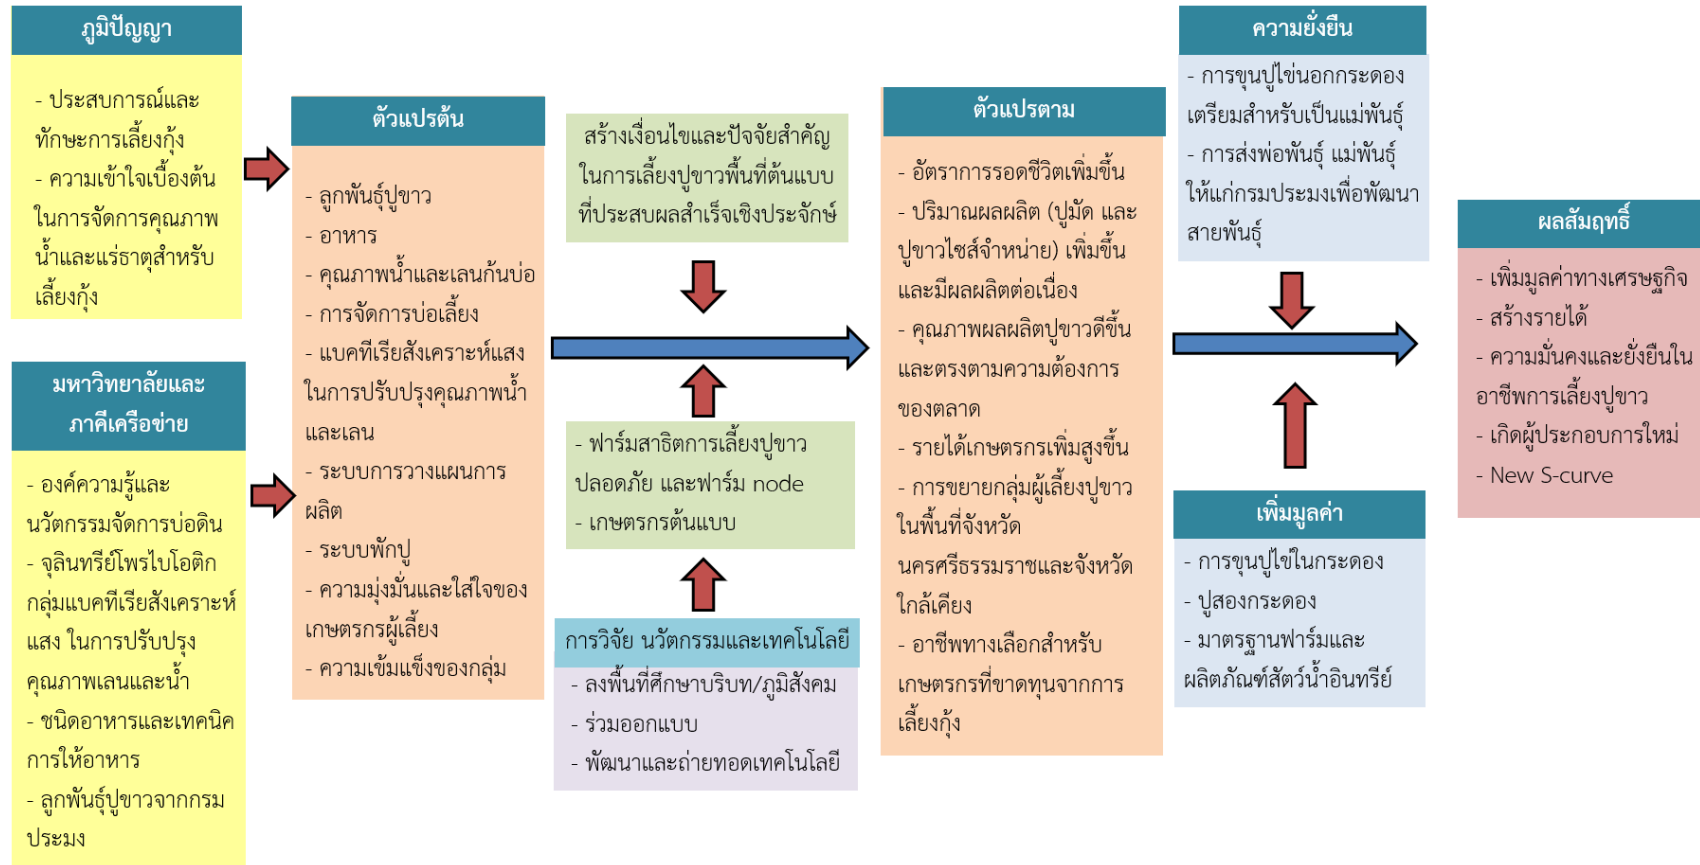 ภูมิปัญญา
- ประสบการณ์และ
ทักษะการเลี้ยงกุ้ง
- ความเข้าใจเบื้องต้น
ในการจัดการคุณภาพ
น้ำและแร่ธาตุสำหรับ
เลี้ยงกุ้ง
มหาวิทยาลัยและ
ภาคีเครือข่าย
- องค์ความรู้และ
นวัตกรรมจัดการบ่อดิน
- จุลินทรีย์โพรไบโอติก
กลุ่มแบคทีเรียสังเคราะห์
แสง ในการปรับปรุง
คุณภาพเลนและน้ำ
- ชนิดอาหารและเทคนิค
การให้อาหาร
- ลูกพันธุ์ปูขาวจากกรม
ประมง
ตัวแปรต้น
- ลูกพันธุ์ปูขาว
- อาหาร
- คุณภาพน้ำและเลนก้นบ่อ
- การจัดการบ่อเลี้ยง
- แบคทีเรียสังเคราะห์แสง
ในการปรับปรุงคุณภาพน้ำ
และเลน
- ระบบการวางแผนการ
ผลิต
- ระบบพักปู
- ความมุ่งมั่นและใส่ใจของ
เกษตรกรผู้เลี้ยง
- ความเข้มแข็งของกลุ่ม
สร้างเงื่อนไขและปัจจัยสำคัญ
ในการเลี้ยงปูขาวพื้นที่ต้นแบบ
ที่ประสบผลสำเร็จเชิงประจักษ์
- ฟาร์มสาธิตการเลี้ยงปูขาว
ปลอดภัย และฟาร์ม node
- เกษตรกรต้นแบบ
การวิจัย นวัตกรรมและเทคโนโลยี
- ลงพื้นที่ศึกษาบริบท/ภูมิสังคม
- ร่วมออกแบบ
- พัฒนาและถ่ายทอดเทคโนโลยี
ตัวแปรตาม
- อัตราการรอดชีวิตเพิ่มขึ้น
- ปริมาณผลผลิต (ปูมัด และ
ปูขาวไซส์จำหน่าย) เพิ่มขึ้น
และมีผลผลิตต่อเนื่อง
- คุณภาพผลผลิตปูขาวดีขึ้น
และตรงตามความต้องการ
ของตลาด
- รายได้เกษตรกรเพิ่มสูงขึ้น
- การขยายกลุ่มผู้เลี้ยงปูขาว
ในพื้นที่จังหวัด
นครศรีธรรมราชและจังหวัด
ใกล้เคียง
- อาชีพทางเลือกสำหรับ
เกษตรกรที่ขาดทุนจากการ
เลี้ยงกุ้ง
ความยั่งยืน
- การขุนปูไข่นอกกระดอง
เตรียมสำหรับเป็นแม่พันธุ์
- การส่งพ่อพันธุ์ แม่พันธุ์
ให้แก่กรมประมงเพื่อพัฒนา
สายพันธุ์
เพิ่มมูลค่า
- การขุนปูไข่ในกระดอง
- ปูสองกระดอง
- มาตรฐานฟาร์มและ
ผลิตภัณฑ์สัตว์น้ำอินทรีย์
ผลสัมฤทธิ์
- เพิ่มมูลค่าทางเศรษฐกิจ
- สร้างรายได้
- ความมั่นคงและยั่งยืนใน
อาชีพการเลี้ยงปูขาว
- เกิดผู้ประกอบการใหม่
- New S-curve